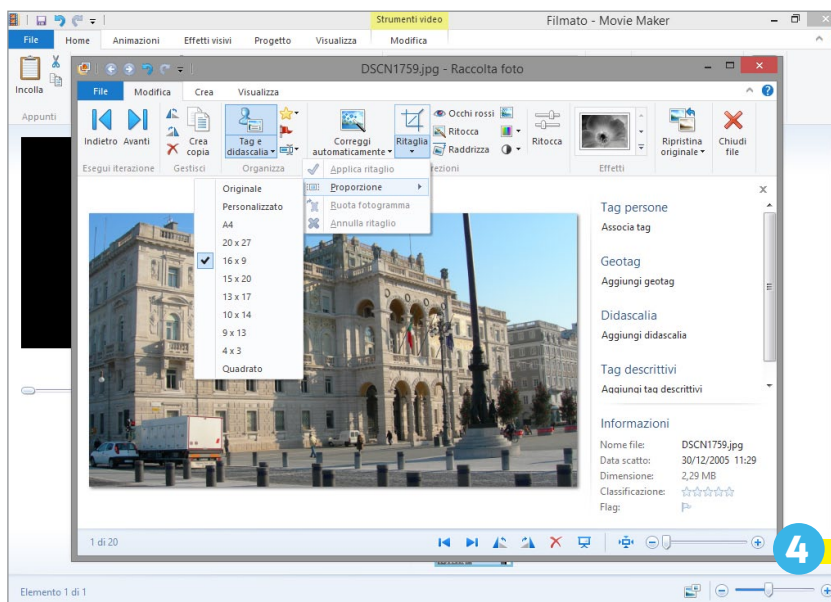 Strumenti video
Filmato - Movie Maker
File Home Animazioni Effetti visivi Progetto Visualizza Modifica
Incolla
Appunti
DSCN1759.jpg - Raccolta foto
File Modifica Crea Visualizza
Indietro Avanti
Crea copia
Tag e didascalia
Correggi automaticamente
Ritaglia
Occhi rossi
Ritocca
Raddrizza
Ritocca
Ripristina originale
Chiudi file
Esegui iterazione Gestisci Organizza Effetti
Applica ritaglio
Proporzione
Ruota fotogramma
Annulla ritaglio
Originale
Personalizzato
A4
20 x 27
16 x 9
15 x 20
13 x 17
10 x 14
9 x 13
4 x 3
Quadrato
Tag persone
Associa tag
Geotag
Aggiungi geotag
Didascalia
Aggiungi didascalia
Tag descrittivi
Aggiungi tag descrittivi
Informazioni
Nome file: DSCN1759.jpg
Data scatto: 30/12/2005 11:29
Dimensione: 2,29 MB
Classificazione:
Flag:
1 di 20
4
Elemento 1 di 1